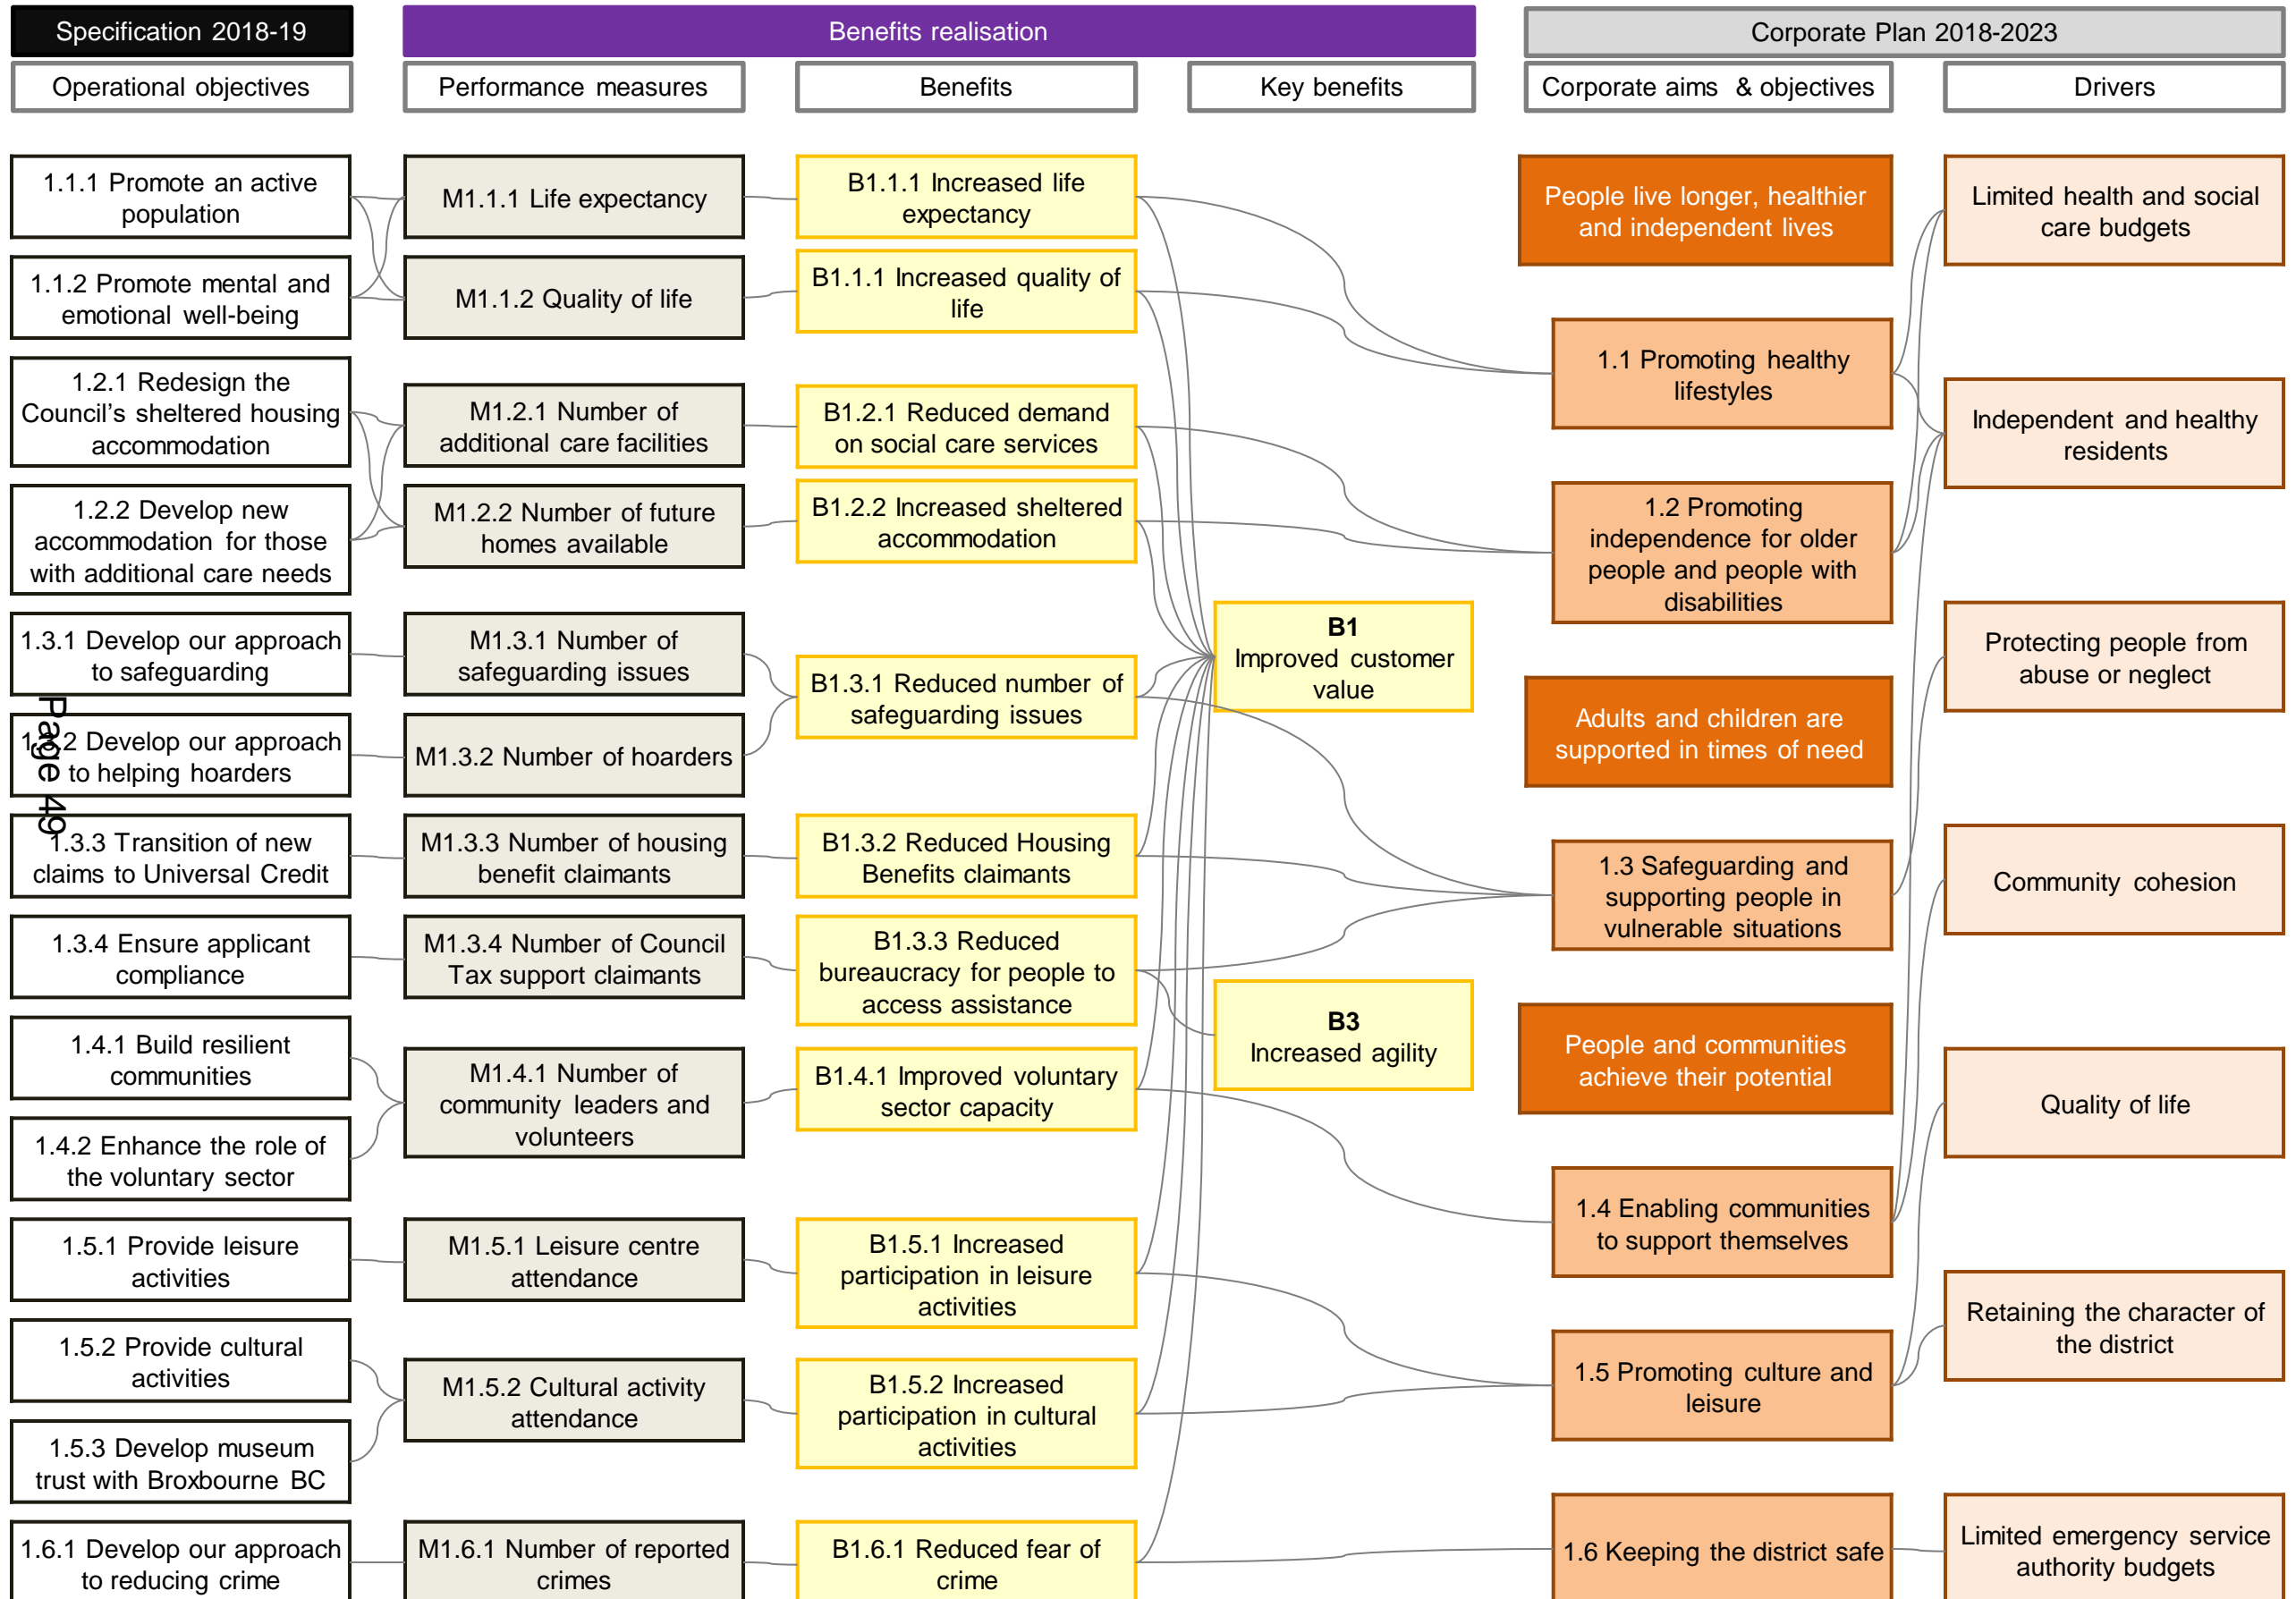 Specification 2018-19
Benefits realisation
Corporate Plan 2018-2023
Operational objectives
Performance measures
Benefits
Key benefits
Corporate aims & objectives
Drivers
1.1.1 Promote an active
population
1.1.2 Promote mental and
emotional well-being
1.2.1 Redesign the
Council’s sheltered housing
accommodation
1.2.2 Develop new
accommodation for those
with additional care needs
1.3.1 Develop our approach
to safeguarding
1.3.2 Develop our approach
to helping hoarders
1.3.3 Transition of new
claims to Universal Credit
1.3.4 Ensure applicant
compliance
1.4.1 Build resilient
communities
1.4.2 Enhance the role of
the voluntary sector
1.5.1 Provide leisure
activities
1.5.2 Provide cultural
activities
1.5.3 Develop museum
trust with Broxbourne BC
1.6.1 Develop our approach
to reducing crime
Page 49
M1.1.1 Life expectancy
M1.1.2 Quality of life
M1.2.1 Number of
additional care facilities
M1.2.2 Number of future
homes available
M1.3.1 Number of
safeguarding issues
M1.3.2 Number of hoarders
M1.3.3 Number of housing
benefit claimants
M1.3.4 Number of Council
Tax support claimants
M1.4.1 Number of
community leaders and
volunteers
M1.5.1 Leisure centre
attendance
M1.5.2 Cultural activity
attendance
M1.6.1 Number of reported
crimes
B1.1.1 Increased life
expectancy
B1.1.1 Increased quality of
life
B1.2.1 Reduced demand
on social care services
B1.2.2 Increased sheltered
accommodation
B1.3.1 Reduced number of
safeguarding issues
B1.3.2 Reduced Housing
Benefits claimants
B1.3.3 Reduced
bureaucracy for people to
access assistance
B1.4.1 Improved voluntary
sector capacity
B1.5.1 Increased
participation in leisure
activities
B1.5.2 Increased
participation in cultural
activities
B1.6.1 Reduced fear of
crime
B1
Improved customer
value
B3
Increased agility
People live longer, healthier
and independent lives
1.1 Promoting healthy
lifestyles
1.2 Promoting
independence for older
people and people with
disabilities
Adults and children are
supported in times of need
1.3 Safeguarding and
supporting people in
vulnerable situations
People and communities
achieve their potential
1.4 Enabling communities
to support themselves
1.5 Promoting culture and
leisure
1.6 Keeping the district safe
Limited health and social
care budgets
Independent and healthy
residents
Protecting people from
abuse or neglect
Community cohesion
Quality of life
Retaining the character of
the district
Limited emergency service
authority budgets